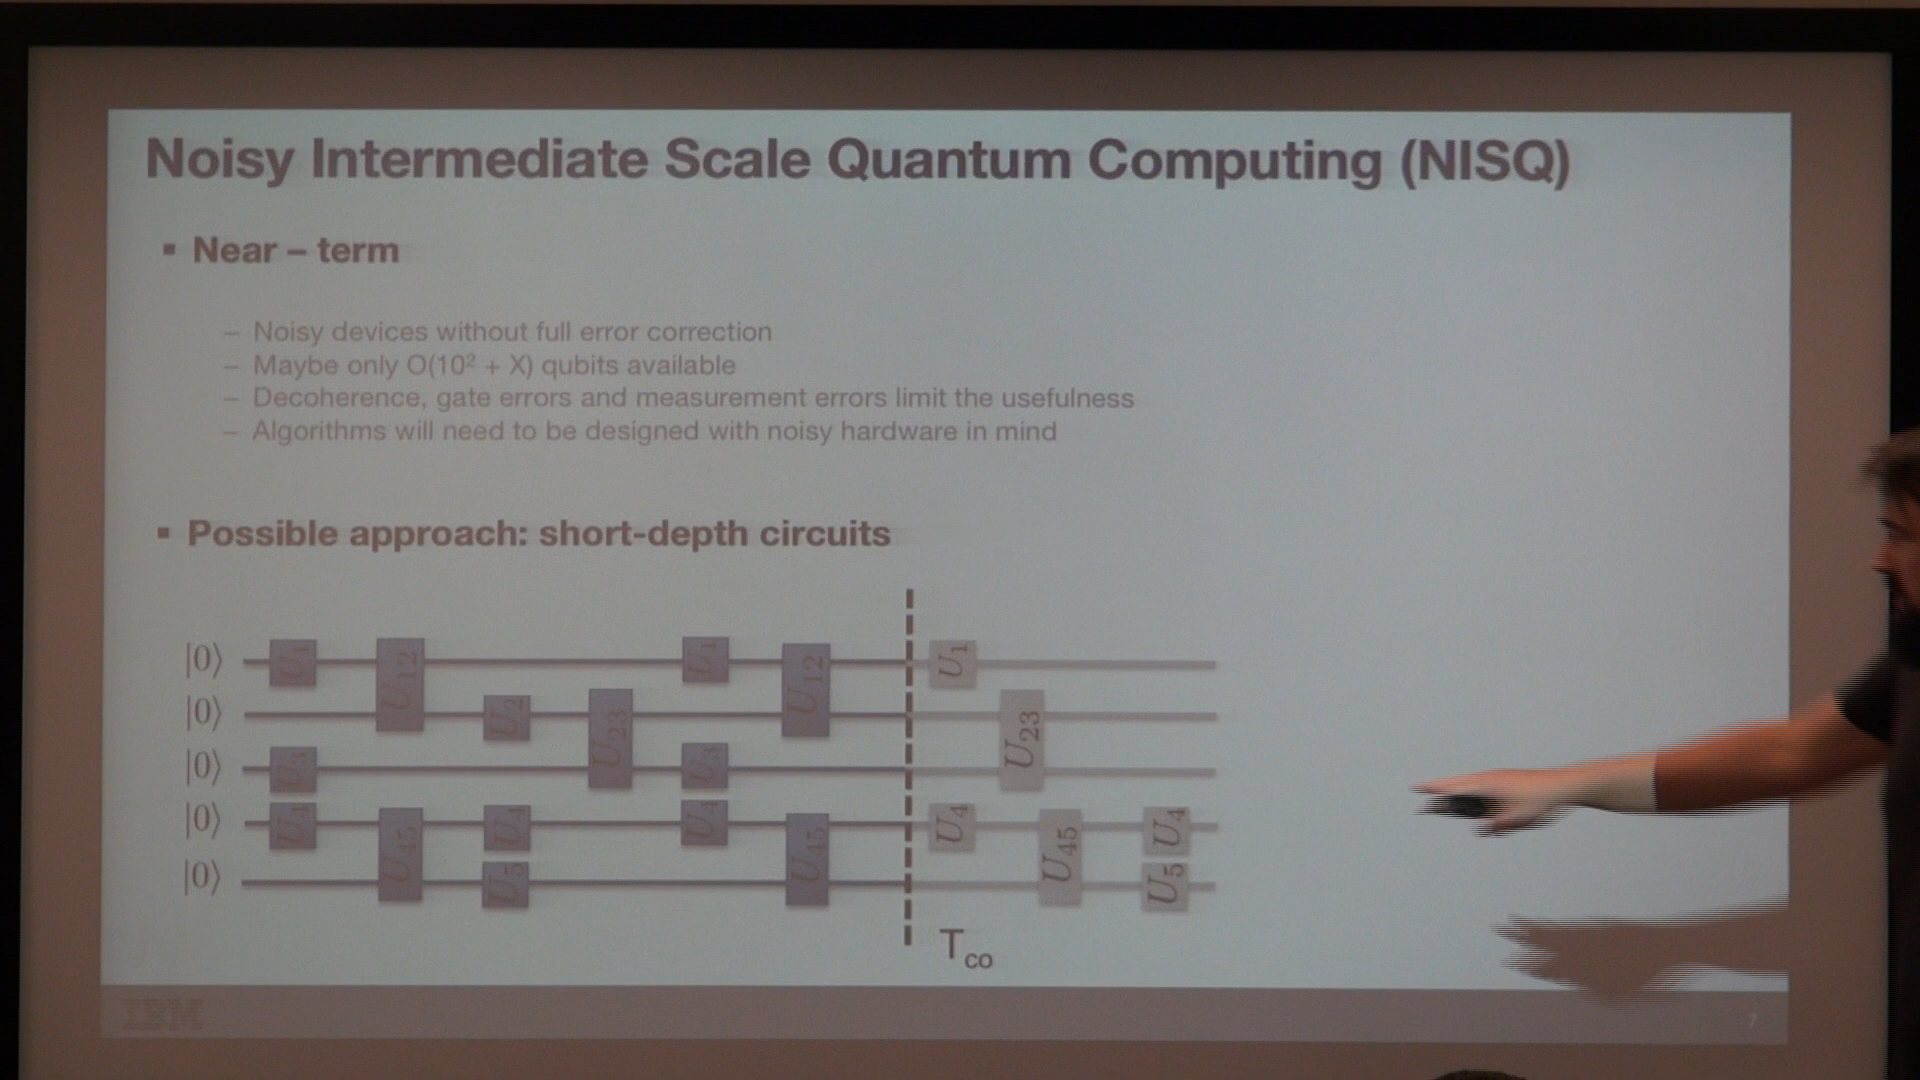 Noisy Intermediate Scale Quantum Computing (NISQ)
▪ Near – term
– Noisy devices without full error correction
– Maybe only O(10² + X) qubits available
– Decoherence, gate errors and measurement errors limit the usefulness
– Algorithms will need to be designed with noisy hardware in mind
▪ Possible approach: short-depth circuits
|0⟩ U₁ U₁₂ U₁ U₁₂ U₁
|0⟩ U₂ U₂₃ U₂₃
|0⟩ U₃ U₃
|0⟩ U₄ U₄₅ U₄ U₄₅ U₄ U₄₅ U₄
|0⟩ U₅ U₅
T_co
IBM
7